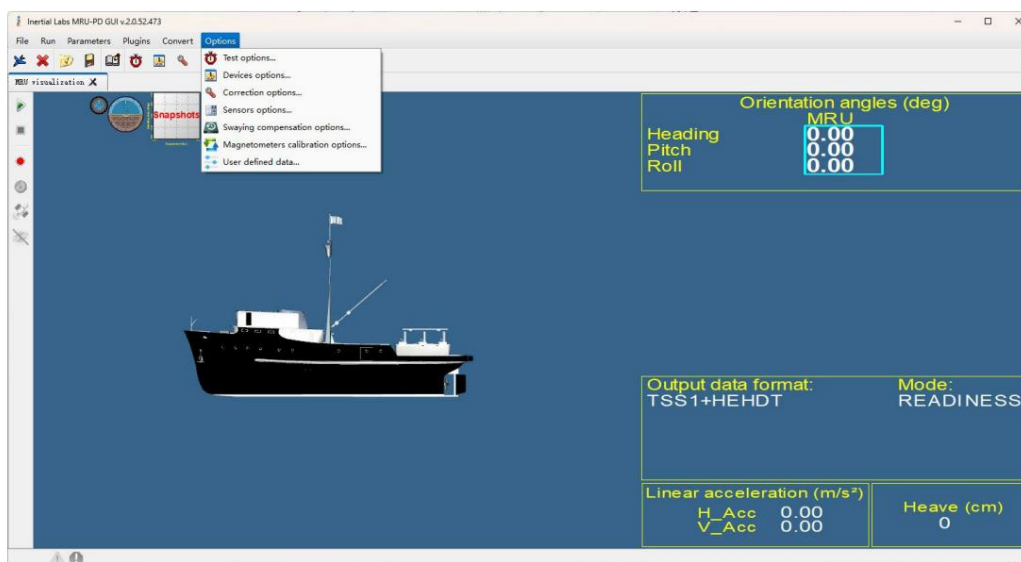 Inertial Labs MRU-PD GUI v.2.0.52.473
File Run Parameters Plugins Convert Options
Test options...
Devices options...
Correction options...
Sensors options...
Swaying compensation options...
Magnetometers calibration options...
User defined data...
MRU visualization
Snapshots
Orientation angles (deg)
MRU
Heading 0.00
Pitch 0.00
Roll 0.00
Output data format: Mode:
TSS1+HEHDT READINESS
Linear acceleration (m/s²)
H_Acc 0.00
V_Acc 0.00
Heave (cm)
0